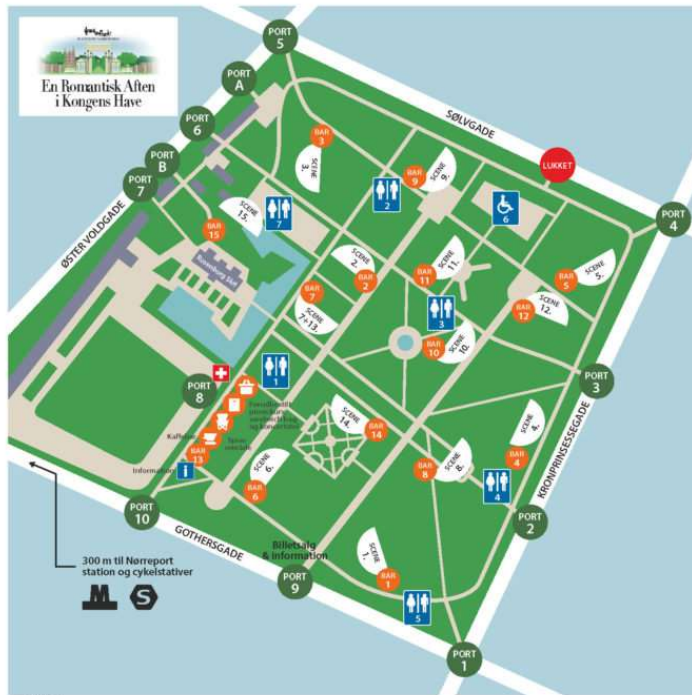 En Romantisk Aften
i Kongens Have
PORT
5
PORT
A
PORT
6
PORT
B
PORT
7
SØLVGADE
LUKKET
PORT
4
ØSTER VOLDGADE
BAR
3
SCENE
3.
BAR
9
SCENE
9.
2
6
SCENE
15.
7
BAR
15
Rosenborg Slot
SCENE
2.
BAR
2
BAR
11
SCENE
11.
BAR
5
SCENE
5.
BAR
7
SCENE
7+13.
3
BAR
12
SCENE
12.
BAR
10
SCENE
10.
PORT
3
1
PORT
8
SCENE
14.
BAR
14
SCENE
4.
BAR
4
KRONPRINSESSEGADE
Kaffebar
område
BAR
13
Information
i
SCENE
6.
BAR
6
BAR
8
SCENE
8.
4
PORT
2
PORT
10
GOTHERSGADE
Billetsalg
& information
SCENE
1.
BAR
1
PORT
9
5
PORT
1
300 m til Nørreport
station og cykelstativer
M
S